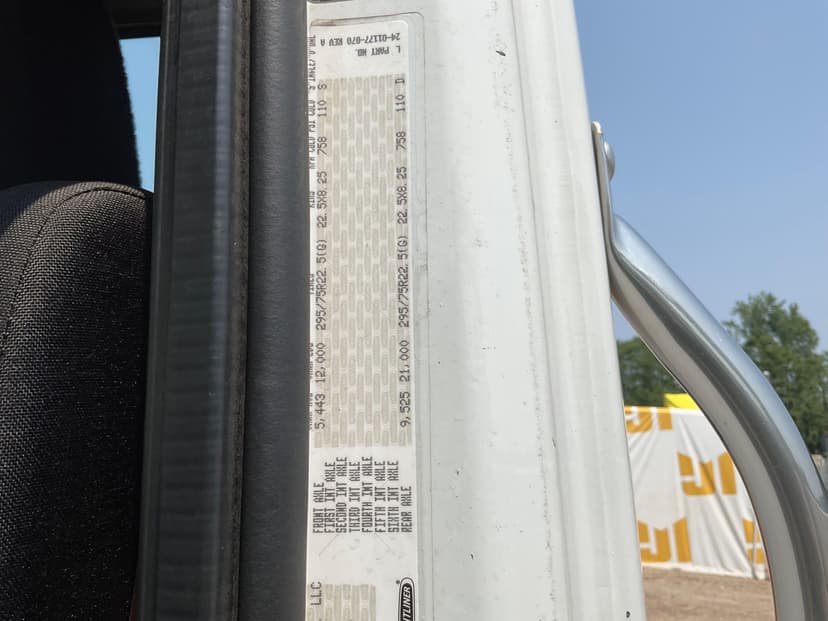 FRONT AXLE 5,443 12,000 295/75R22.5(G) 22.5X8.25 758 110 S
FIRST INT AXLE
SECOND INT AXLE
THIRD INT AXLE
FOURTH INT AXLE
FIFTH INT AXLE
SIXTH INT AXLE
REAR AXLE 9,525 21,000 295/75R22.5(G) 22.5X8.25 758 110 D
LLC
L PART NO.
24-01177-070 REV A